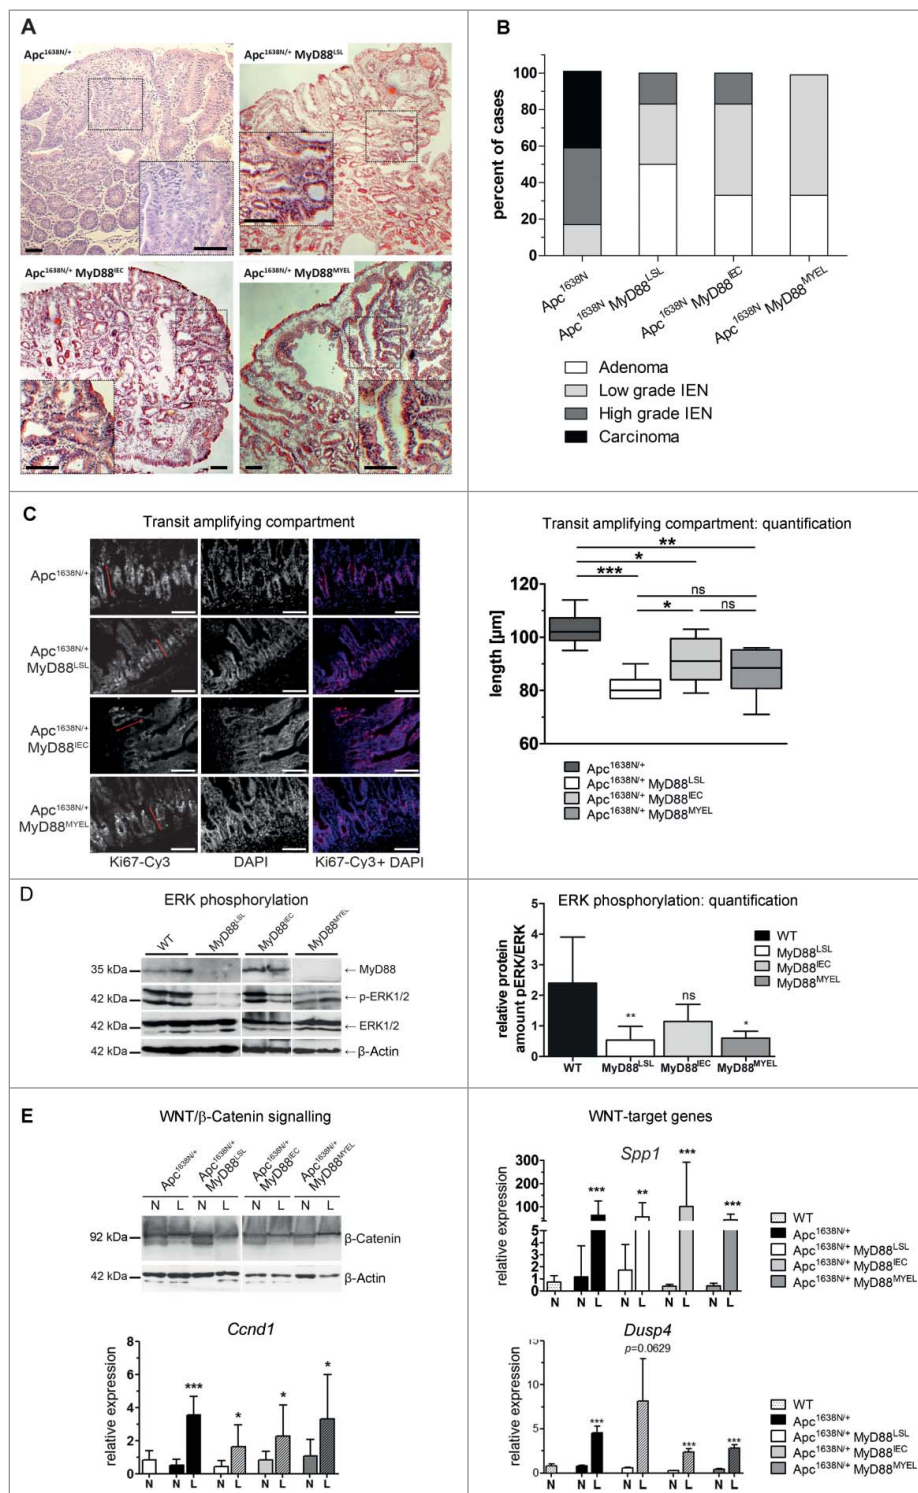 A
Apc1638N/+
Apc1638N/+ MyD88LSL
Apc1638N/+ MyD88IEC
Apc1638N/+ MyD88MYEL
B
percent of cases
100
80
60
40
20
0
Apc1638N
Apc1638N MyD88LSL
Apc1638N MyD88IEC
Apc1638N MyD88MYEL
Adenoma
Low grade IEN
High grade IEN
Carcinoma
C
Transit amplifying compartment
Apc1638N/+
Apc1638N/+
MyD88LSL
Apc1638N/+
MyD88IEC
Apc1638N/+
MyD88MYEL
Ki67-Cy3 DAPI Ki67-Cy3+ DAPI
Transit amplifying compartment: quantification
**
*
***
ns
* ns
length [µm]
120
100
80
60
Apc1638N/+
Apc1638N/+ MyD88LSL
Apc1638N/+ MyD88IEC
Apc1638N/+ MyD88MYEL
D
ERK phosphorylation
WT MyD88LSL MyD88IEC MyD88MYEL
35 kDa ← MyD88
42 kDa ← p-ERK1/2
42 kDa ← ERK1/2
42 kDa ← β-Actin
ERK phosphorylation: quantification
relative protein
amount pERK/ERK
5
4
3
2
1
0
** ns *
WT MyD88LSL MyD88IEC MyD88MYEL
WT
MyD88LSL
MyD88IEC
MyD88MYEL
E
WNT/β-Catenin signalling
Apc1638N/+
Apc1638N/+
MyD88LSL
Apc1638N/+
MyD88IEC
Apc1638N/+
MyD88MYEL
N L N L N L N L
92 kDa β-Catenin
42 kDa β-Actin
Ccnd1
relative expression
8
6
4
2
0
*** * * *
N N L N L N L N L
WNT-target genes
Spp1
relative expression
300
200
100
5
4
3
2
1
0
*** ** *** ***
N N L N L N L N L
WT
Apc1638N/+
Apc1638N/+ MyD88LSL
Apc1638N/+ MyD88IEC
Apc1638N/+ MyD88MYEL
Dusp4
p=0.0629
relative expression
15
10
5
0
*** *** ***
N N L N L N L N L
WT
Apc1638N/+
Apc1638N/+ MyD88LSL
Apc1638N/+ MyD88IEC
Apc1638N/+ MyD88MYEL